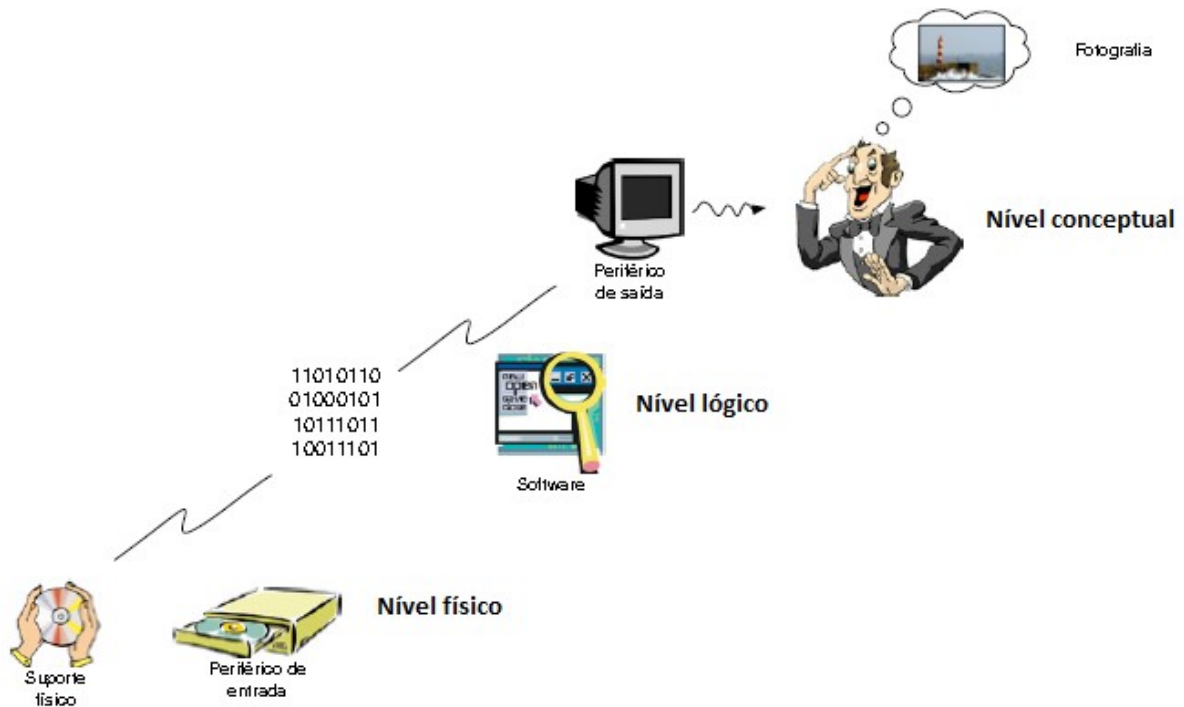 Fotografia
Nível conceptual
Periférico
de saída
11010110
01000101
10111011
10011101
Nível lógico
Software
Nível físico
Suporte
físico
Periférico de
entrada